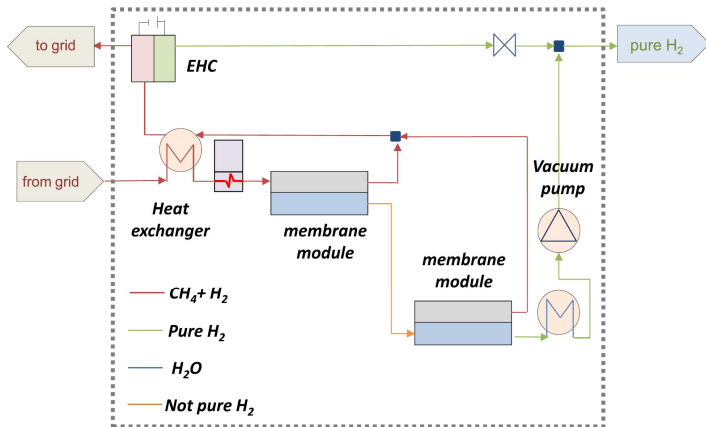 to grid
EHC
pure H₂
from grid
Heat
exchanger
membrane
module
Vacuum
pump
membrane
module
CH₄+ H₂
Pure H₂
H₂O
Not pure H₂